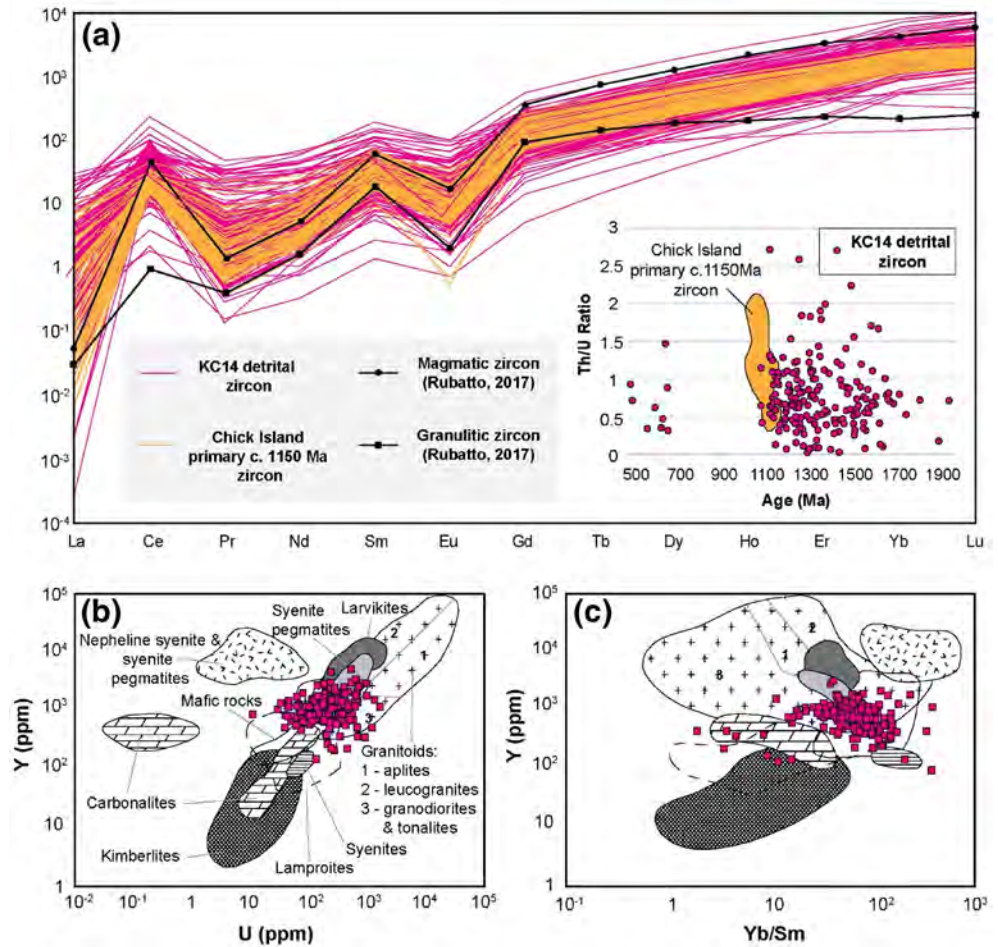 (a)
10⁴
10³
10²
10
1
10⁻¹
10⁻²
10⁻³
10⁻⁴
La Ce Pr Nd Sm Eu Gd Tb Dy Ho Er Yb Lu
KC14 detrital
zircon
Chick Island
primary c. 1150 Ma
zircon
Magmatic zircon
(Rubatto, 2017)
Granulitic zircon
(Rubatto, 2017)
Th/U Ratio
3
2
2
1.5
1
0.5
0
500 700 900 1100 1300 1500 1700 1900
Age (Ma)
Chick Island
primary c.1150Ma
zircon
KC14 detrital
zircon
(b)
Y (ppm)
10⁵
10⁴
10³
10²
10
1
10⁻² 1 10 10² 10³ 10⁵
U (ppm)
Nepheline syenite &
syenite
pegmatites
Syenite
pegmatites
Larvikites
2
1
3
Mafic rocks
Carbonalites
Kimberlites
Lamproites
Syenites
Granitoids:
1 - aplites
2 - leucogranites
3 - granodiorites
& tonalites
(c)
Y (ppm)
10⁵
10⁴
10³
10²
10
1
10⁻¹ 1 10 10² 10³
Yb/Sm
2
1
3